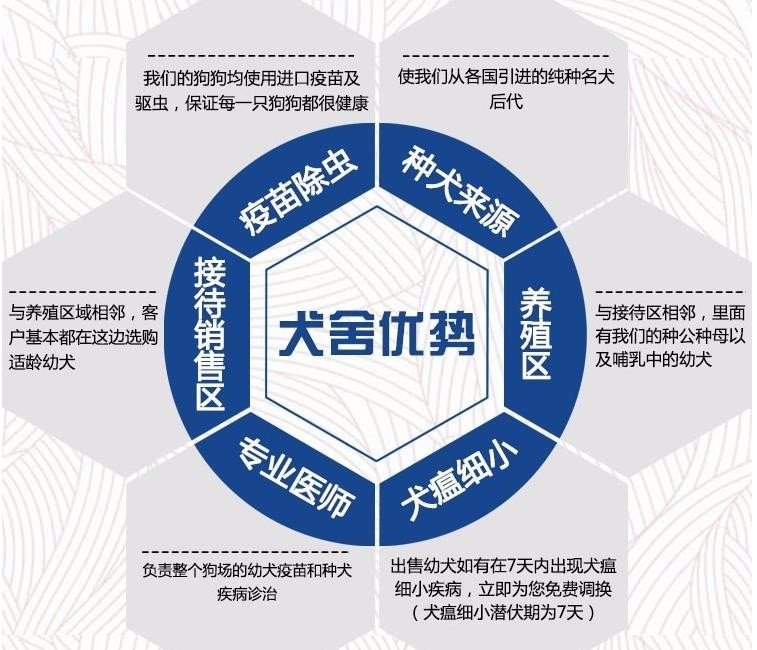 我们的狗狗均使用进口疫苗及
驱虫，保证每一只狗狗都很健康
使我们从各国引进的纯种名犬
后代
疫苗除虫
种犬来源
接待销售区
与养殖区域相邻，客
户基本都在这边选购
适龄幼犬
犬舍优势
养殖区
与接待区相邻，里面
有我们的种公种母以
及哺乳中的幼犬
专业医师
犬瘟细小
负责整个狗场的幼犬疫苗和种犬
疾病诊治
出售幼犬如有在7天内出现犬瘟
细小疾病，立即为您免费调换
（犬瘟细小潜伏期为7天）